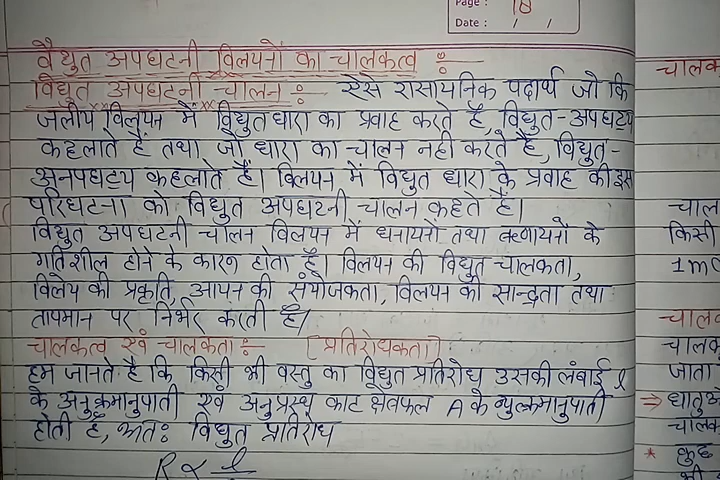 Page : 18
Date : / /
वैद्युत अपघटनी विलयनों का चालकत्व :-
विद्युत अपघटनी चालन :- ऐसे रासायनिक पदार्थ जो कि
जलीय विलयन में विद्युत धारा का प्रवाह करते हैं, विद्युत-अपघट्य
कहलाते हैं तथा जो धारा का चालन नही करते है, विद्युत-
अनपघट्य कहलाते हैं। विलयन में विद्युत धारा के प्रवाह की इस
परिघटना को विद्युत अपघटनी चालन कहते हैं।
विद्युत अपघटनी चालन विलयन में धनायनों तथा ऋणायनों के
गतिशील होने के कारण होता है। विलयन की विद्युत चालकता,
विलेय की प्रकृति, आयन की संयोजकता, विलयन की सान्द्रता तथा
तापमान पर निर्भर करती है।
चालकत्व एवं चालकता :- [प्रतिरोधकता]
हम जानते है कि किसी भी वस्तु का विद्युत प्रतिरोध उसकी लंबाई l
के अनुक्रमानुपाती एवं अनुप्रस्थ काट क्षेत्रफल A के व्युत्क्रमानुपाती
होती है, अतः विद्युत प्रतिरोध
R ∝ l
चालक
चाल
किसी
1 m
चालक
चालक
जाता
⇒ धातुअ
चालक
* कुछ